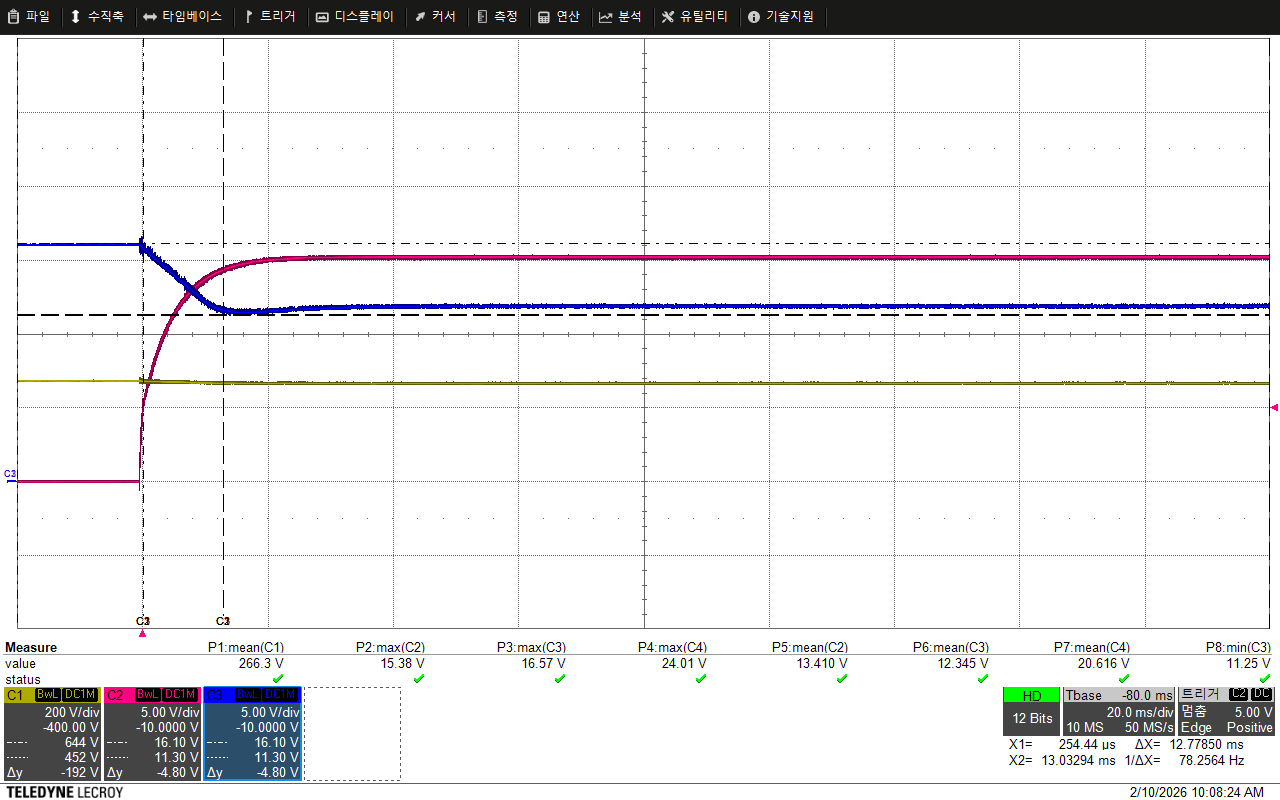 파일 수직축 타임베이스 트리거 디스플레이 커서 측정 연산 분석 유틸리티 기술지원
C3
C3 C3
Measure P1:mean(C1) P2:max(C2) P3:max(C3) P4:max(C4) P5:mean(C2) P6:mean(C3) P7:mean(C4) P8:min(C3)
value 266.3 V 15.38 V 16.57 V 24.01 V 13.410 V 12.345 V 20.616 V 11.25 V
status
C1 BwL DC1M C2 BwL DC1M C3 BwL DC1M HD Tbase -80.0 ms 트리거 C2 DC
200 V/div 5.00 V/div 5.00 V/div 12 Bits 20.0 ms/div 멈춤 5.00 V
-400.00 V -10.0000 V -10.0000 V 10 MS 50 MS/s Edge Positive
644 V 16.10 V 16.10 V X1= 254.44 µs ΔX= 12.77850 ms
452 V 11.30 V 11.30 V X2= 13.03294 ms 1/ΔX= 78.2564 Hz
Δy -192 V Δy -4.80 V Δy -4.80 V
TELEDYNE LECROY 2/10/2026 10:08:24 AM